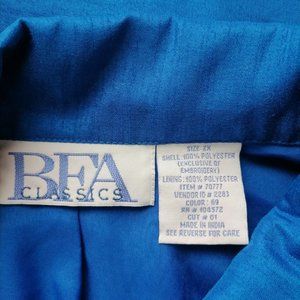 BFA
CLASSICS
SIZE 2X
SHELL: 100% POLYESTER
(EXCLUSIVE OF
EMBROIDERY)
LINING: 100% POLYESTER
ITEM # 70777
VENDOR ID # 2283
COLOR: 69
RN # 104572
CUT # 01
MADE IN INDIA
SEE REVERSE FOR CARE